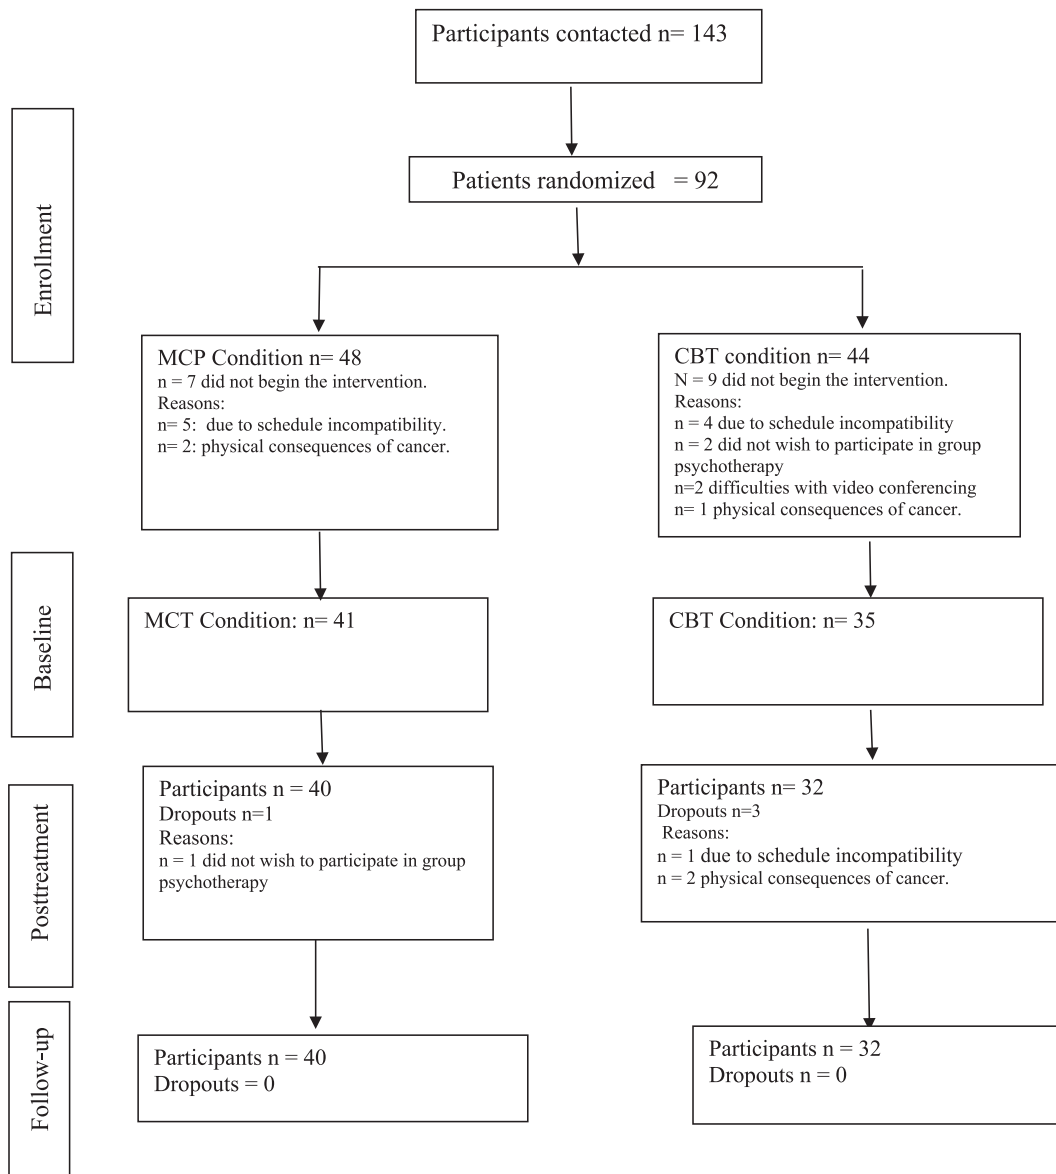 Participants contacted n= 143
Enrollment
Patients randomized = 92
MCP Condition n= 48
n = 7 did not begin the intervention.
Reasons:
n= 5: due to schedule incompatibility.
n= 2: physical consequences of cancer.
CBT condition n= 44
N = 9 did not begin the intervention.
Reasons:
n = 4 due to schedule incompatibility
n = 2 did not wish to participate in group
psychotherapy
n=2 difficulties with video conferencing
n= 1 physical consequences of cancer.
Baseline
MCT Condition: n= 41
CBT Condition: n= 35
Posttreatment
Participants n = 40
Dropouts n=1
Reasons:
n = 1 did not wish to participate in group
psychotherapy
Participants n= 32
Dropouts n=3
Reasons:
n = 1 due to schedule incompatibility
n = 2 physical consequences of cancer.
Follow-up
Participants n = 40
Dropouts = 0
Participants n = 32
Dropouts n = 0